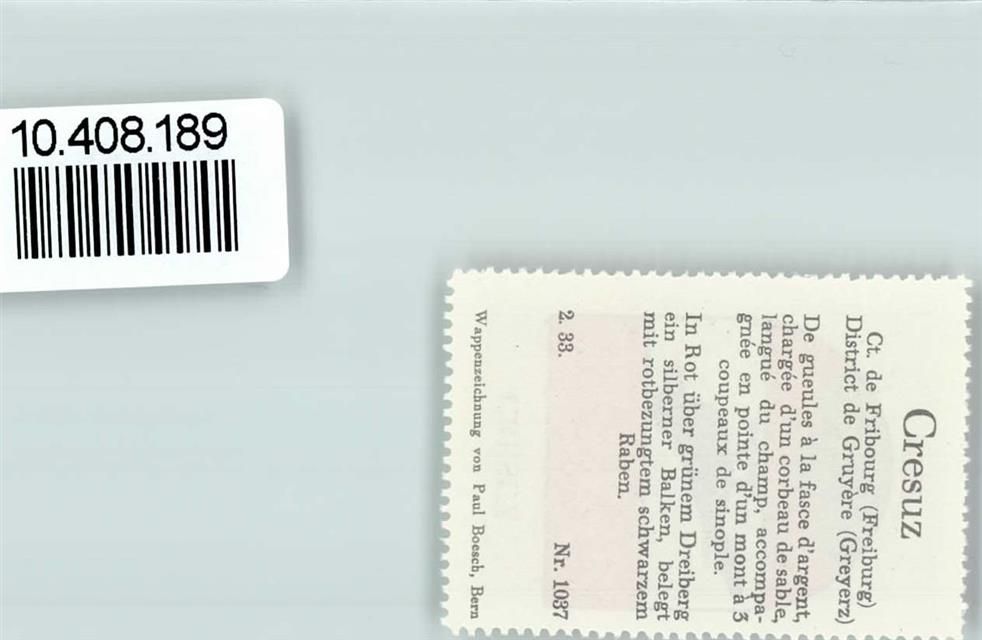 10.408.189
Cresuz
Ct. de Fribourg (Freiburg)
District de Gruyère (Greyerz)
De gueules à la fasce d'argent,
chargée d'un corbeau de sable,
langué du champ, accompa-
gnée en pointe d'un mont à 3
coupeaux de sinople.
In Rot über grünem Dreiberg
ein silberner Balken, belegt
mit rotbezungtem schwarzem
Raben.
2. 33. Nr. 1037
Wappenzeichnung von Paul Boesch, Bern